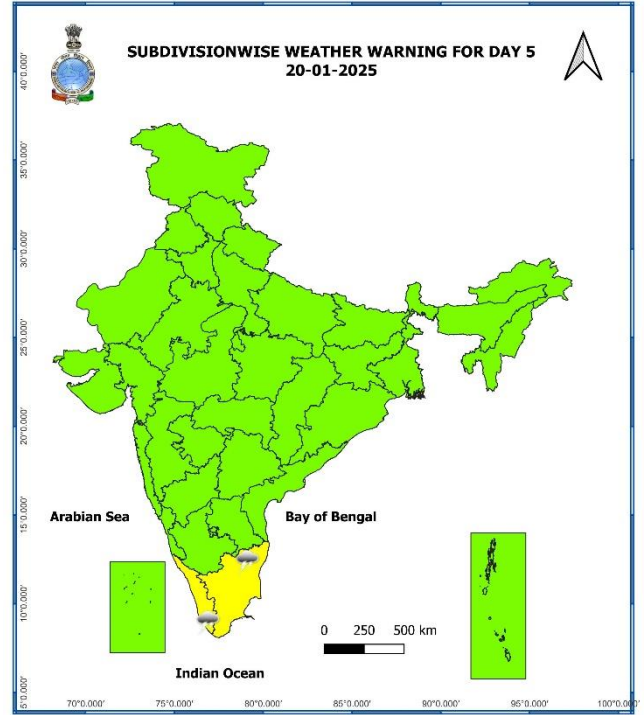 SUBDIVISIONWISE WEATHER WARNING FOR DAY 5
20-01-2025
40°0.000'
35°0.000'
30°0.000'
25°0.000'
20°0.000'
15°0.000'
10°0.000'
5°0.000'
Arabian Sea
Bay of Bengal
0 250 500 km
Indian Ocean
70°0.000' 75°0.000' 80°0.000' 85°0.000' 90°0.000' 95°0.000' 100°0.000'